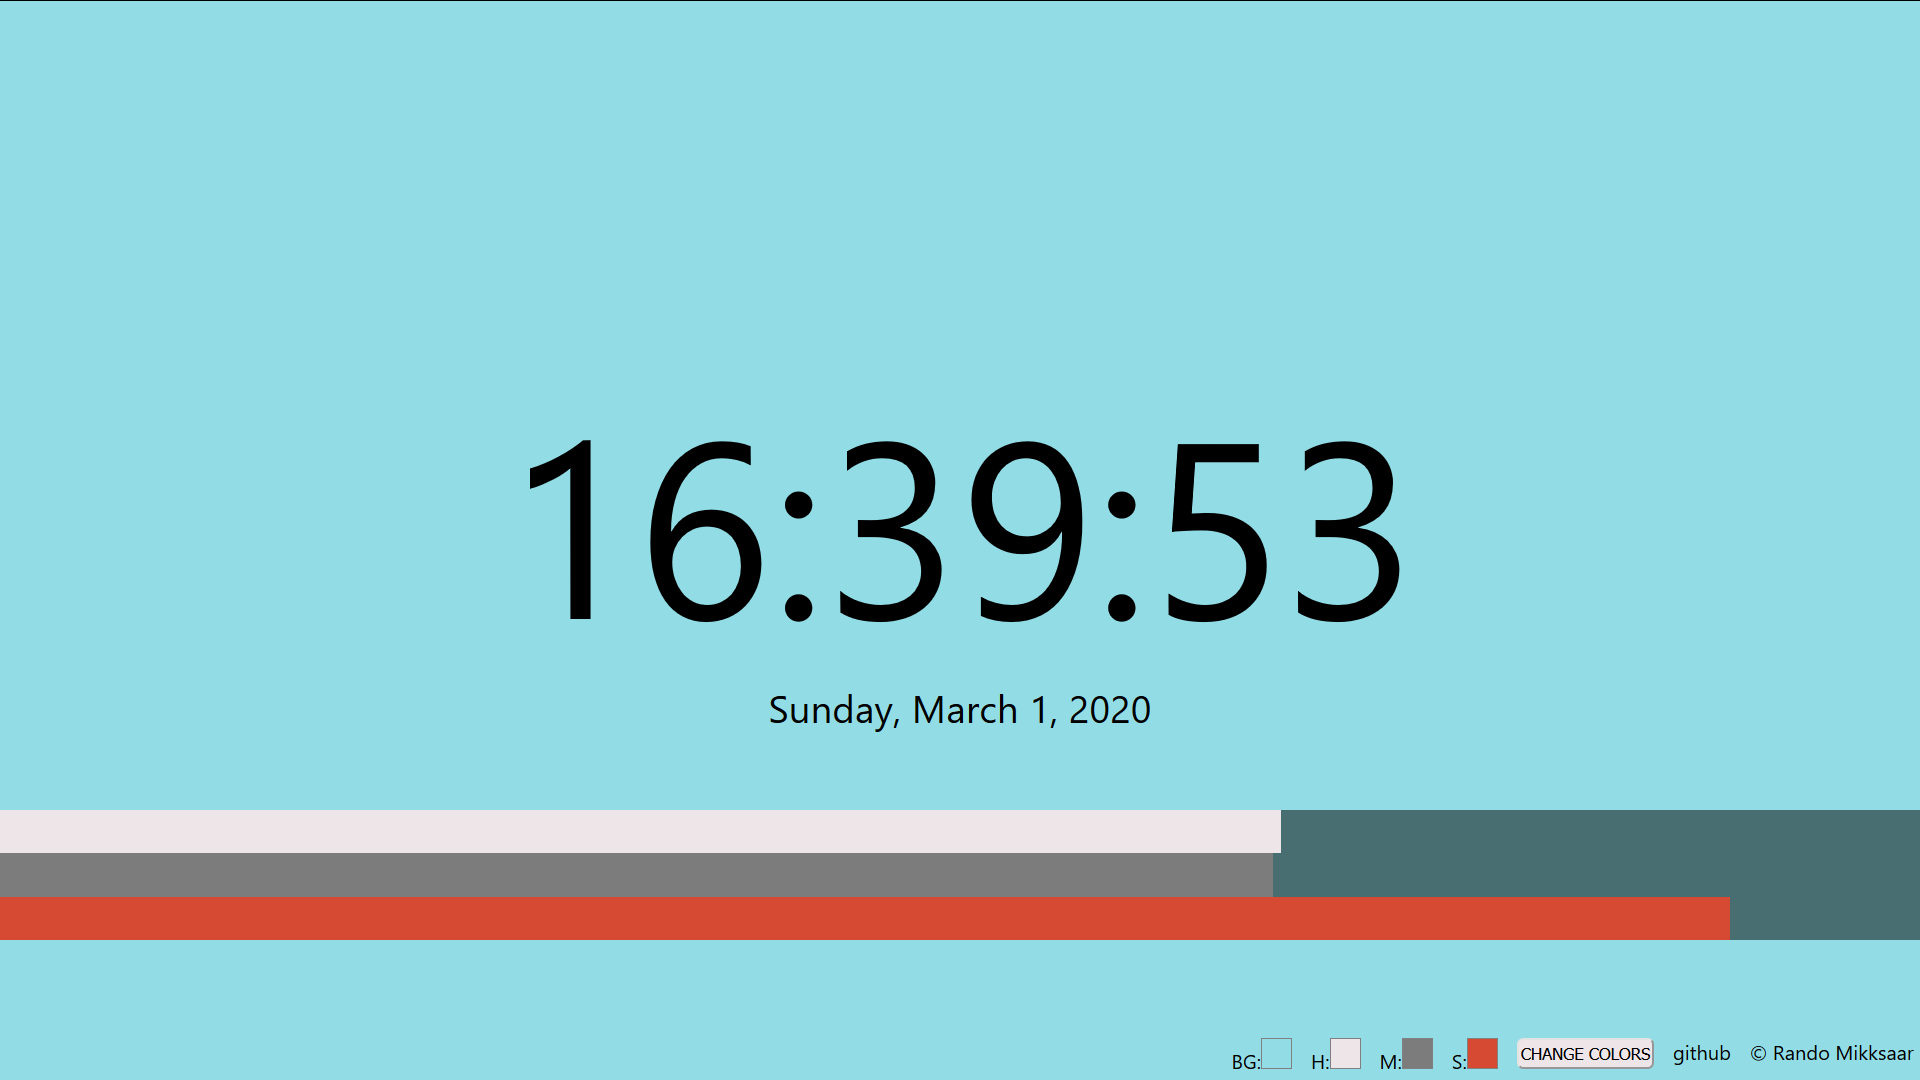 16:39:53
Sunday, March 1, 2020
BG: H: M: S: CHANGE COLORS github © Rando Mikksaar